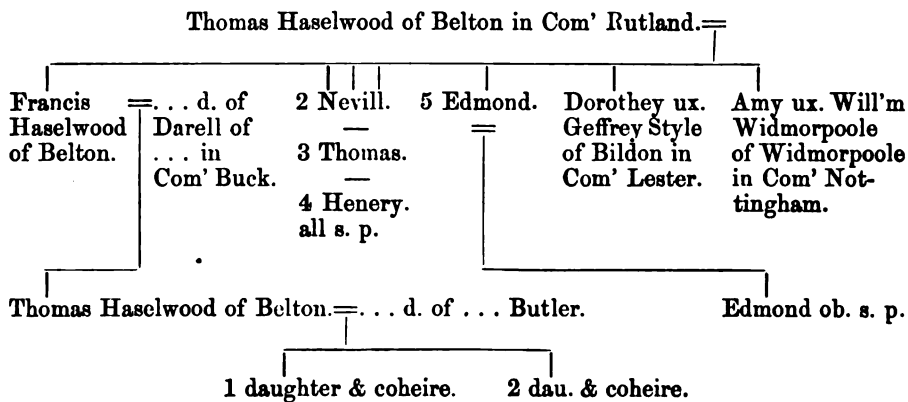 Thomas Haselwood of Belton in Com' Rutland.=
Francis
Haselwood
of Belton.
=. . . d. of
Darell of
. . . in
Com' Buck.
2 Nevill.
—
3 Thomas.
—
4 Henery.
all s. p.
5 Edmond.
=
Dorothey ux.
Geffrey Style
of Bildon in
Com' Lester.
Amy ux. Will'm
Widmorpoole
of Widmorpoole
in Com' Not-
tingham.
Thomas Haselwood of Belton.=. . . d. of . . . Butler.
Edmond ob. s. p.
1 daughter & coheire.
2 dau. & coheire.